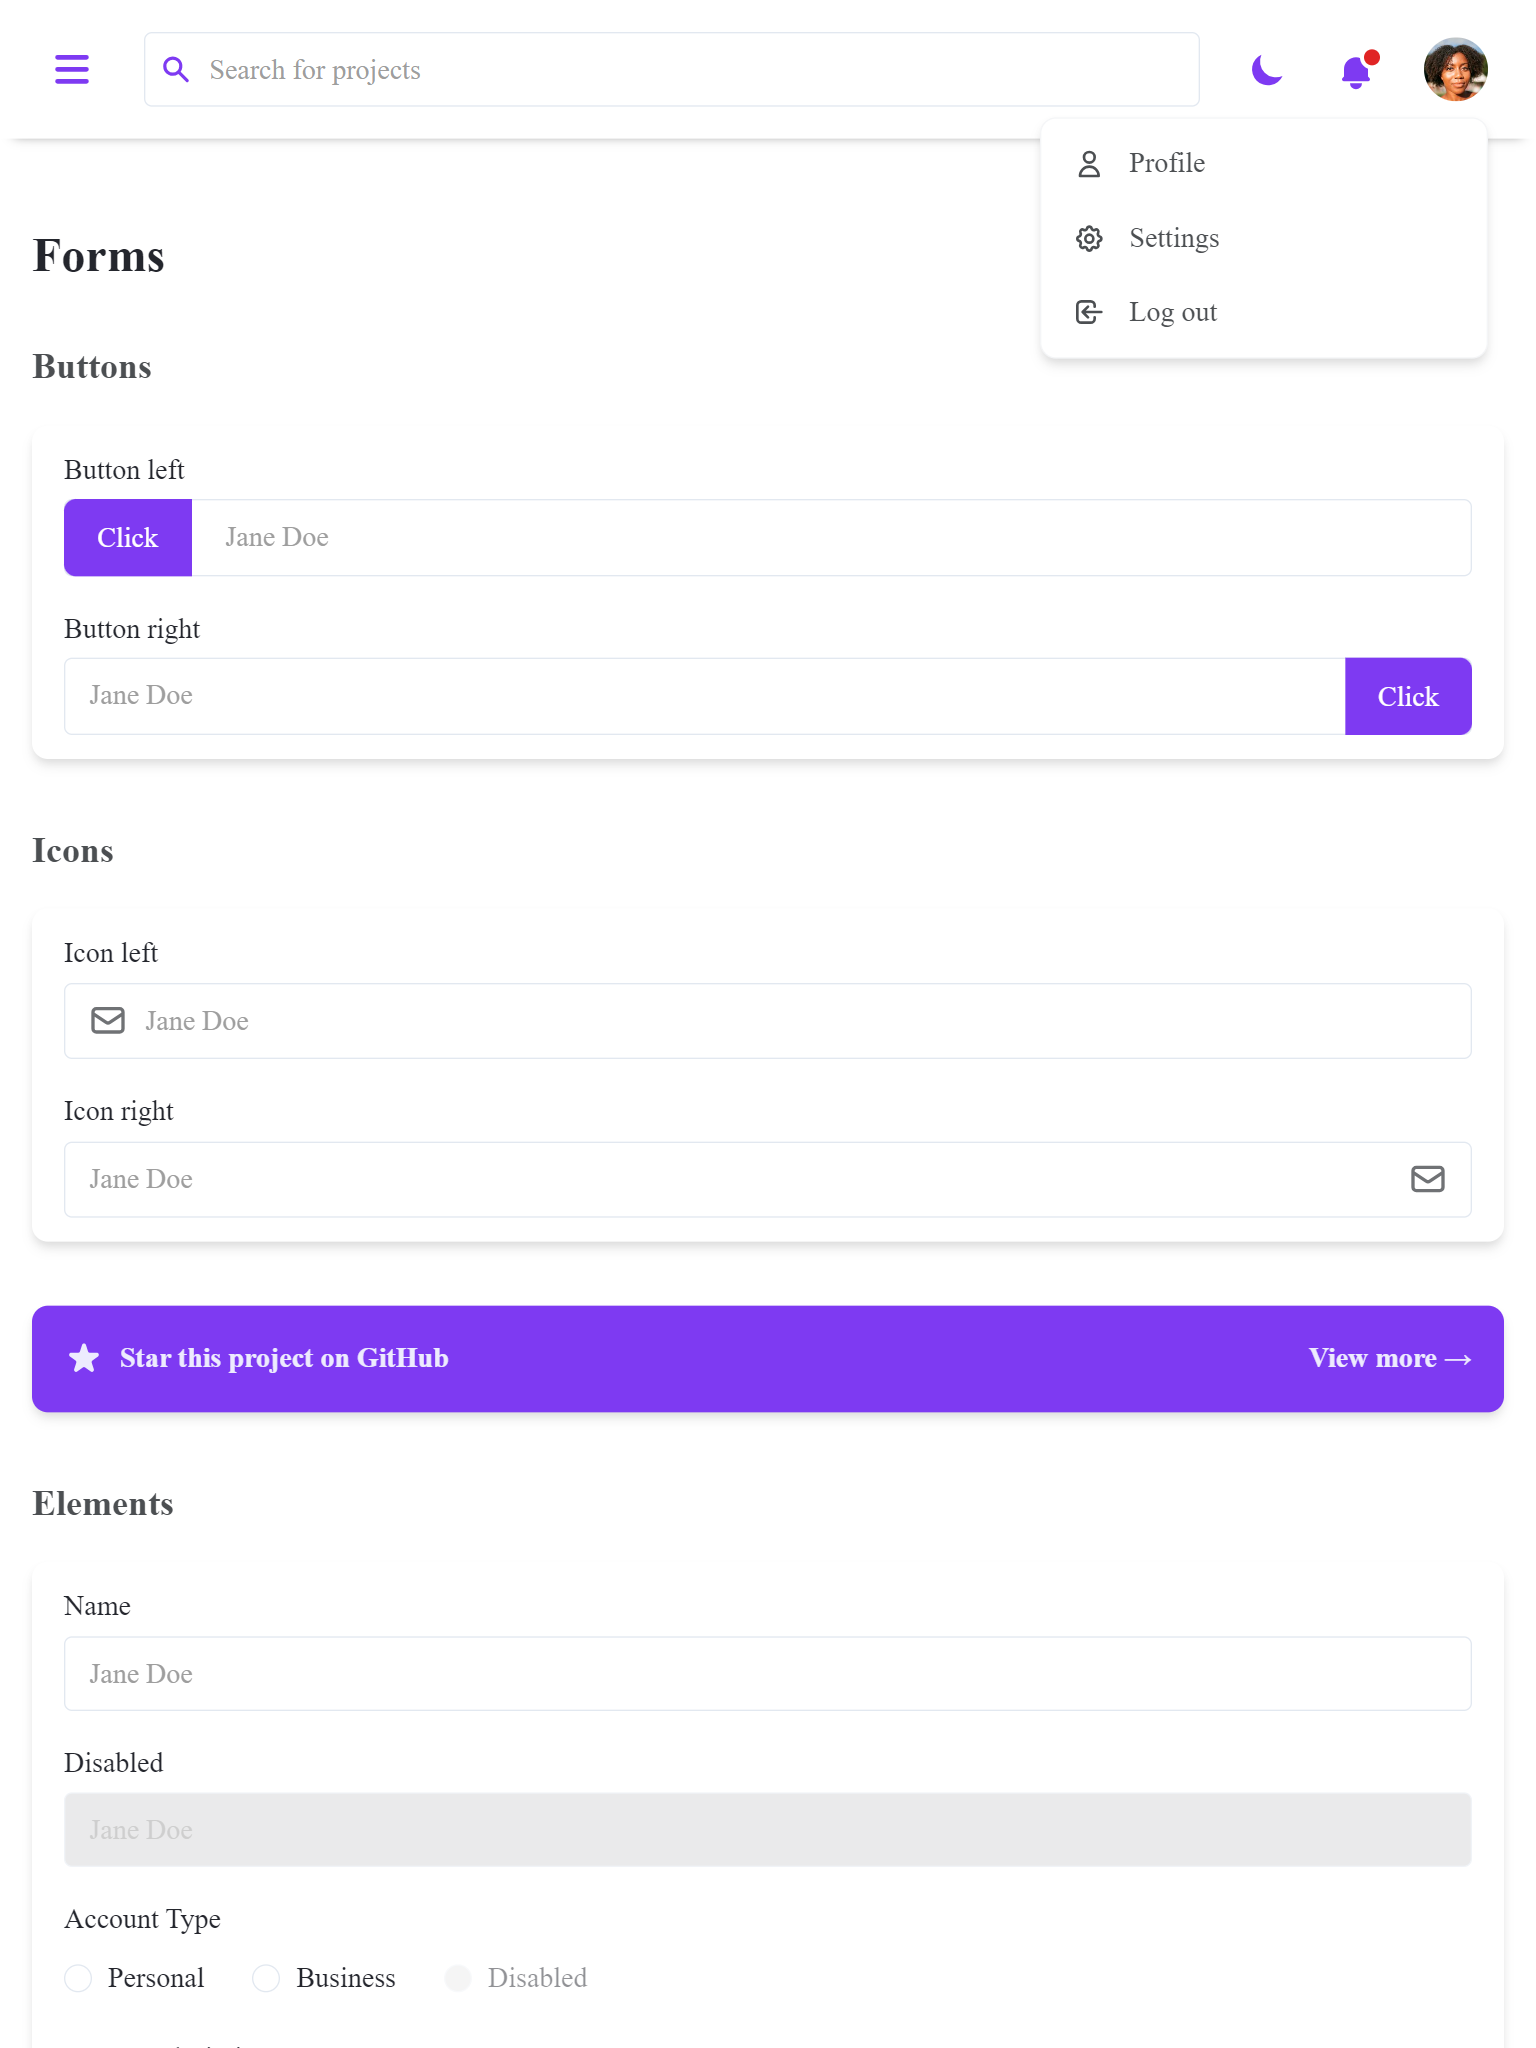 Search for projects
Profile
Settings
Log out
Forms
Buttons
Button left
Click
Jane Doe
Button right
Jane Doe
Click
Icons
Icon left
Jane Doe
Icon right
Jane Doe
Star this project on GitHub
View more →
Elements
Name
Jane Doe
Disabled
Jane Doe
Account Type
Personal
Business
Disabled